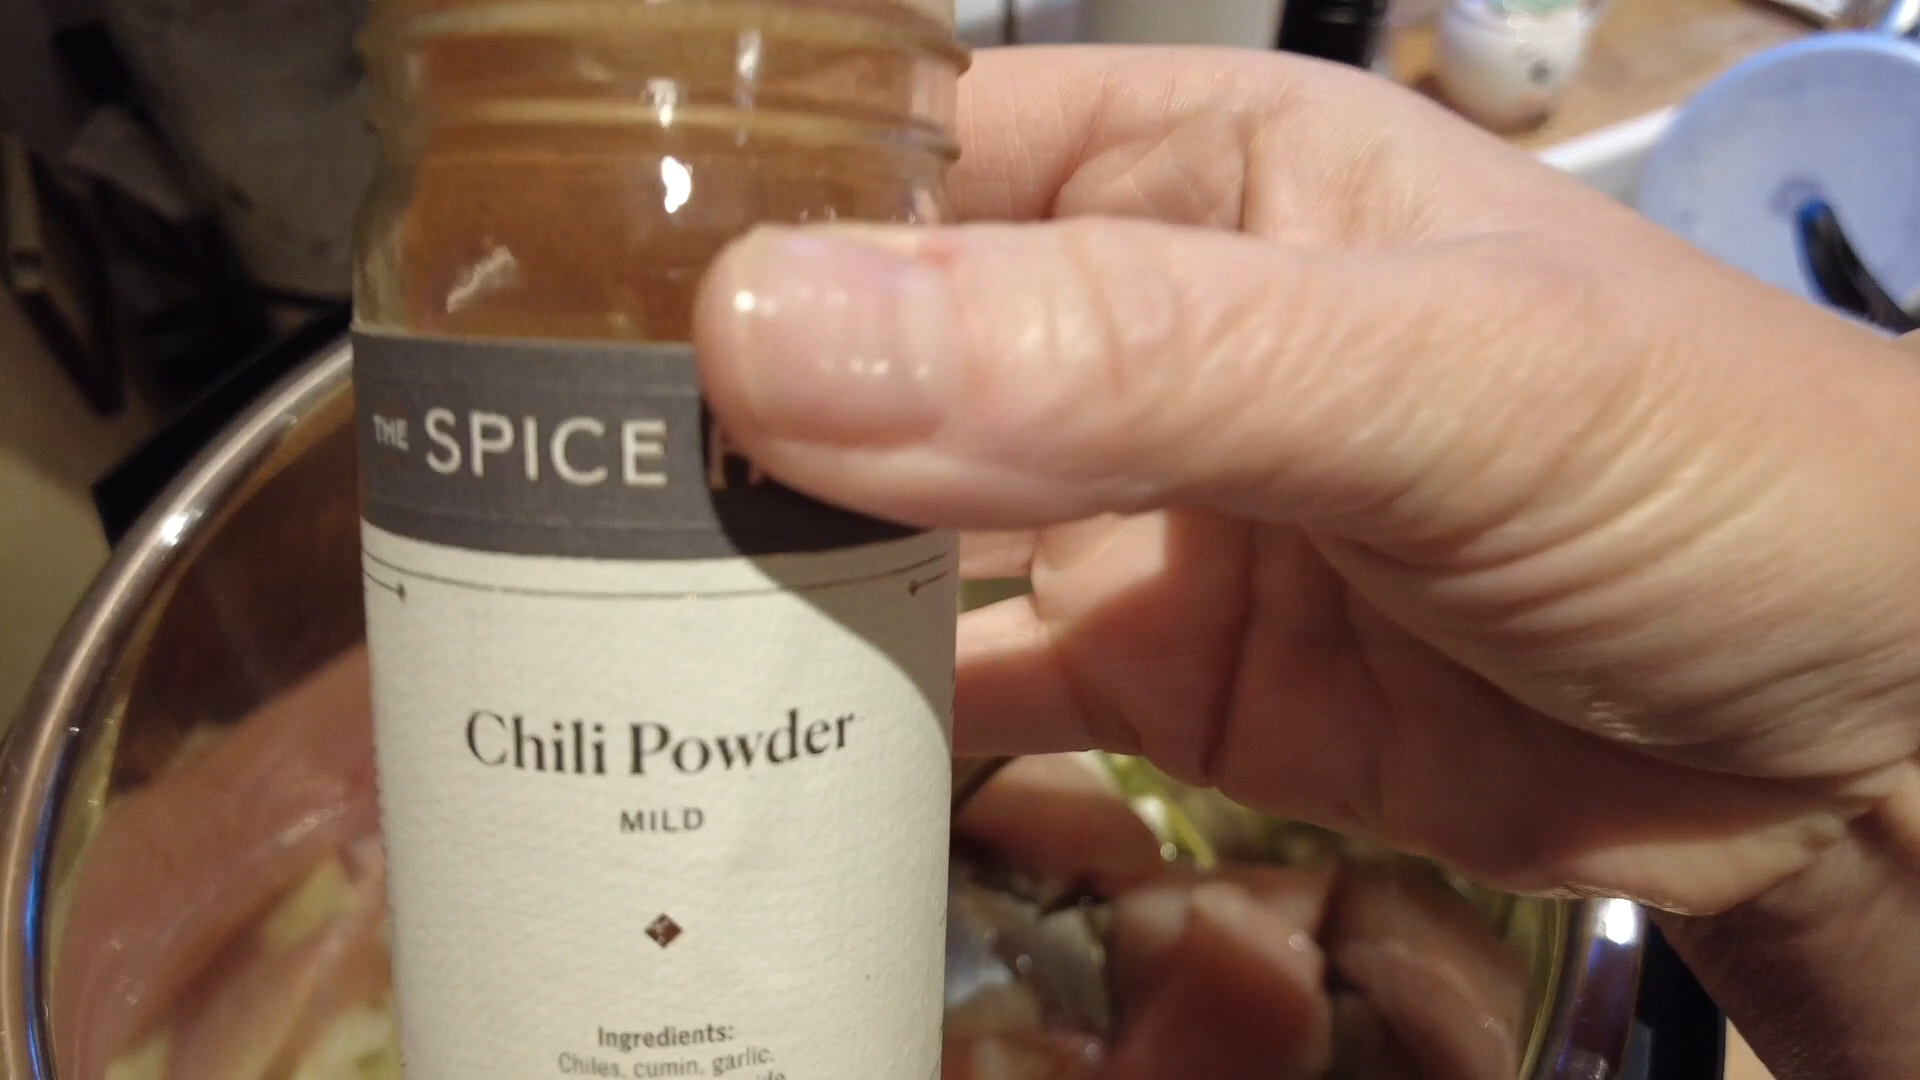 THE SPICE
Chili Powder
MILD
Ingredients:
Chiles, cumin, garlic,